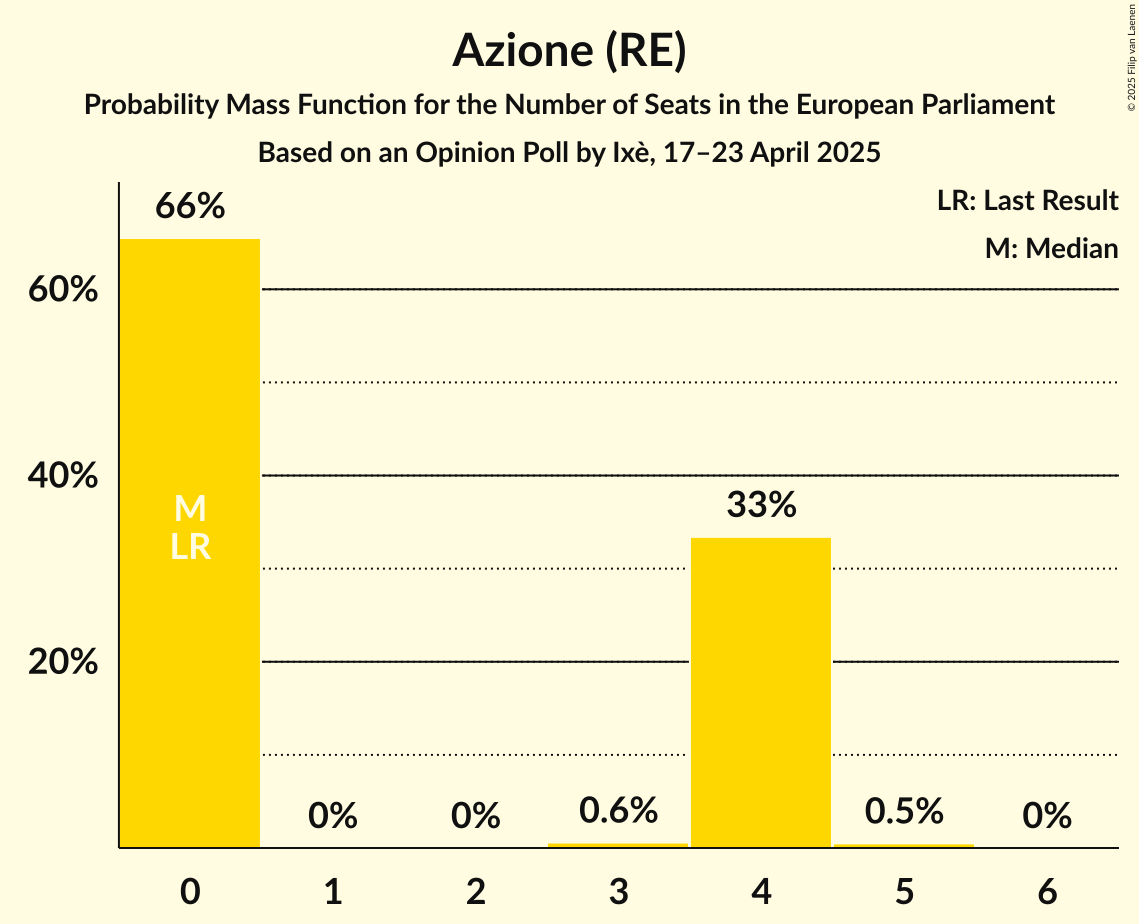 Azione (RE)
Probability Mass Function for the Number of Seats in the European Parliament
Based on an Opinion Poll by Ixè, 17–23 April 2025
© 2025 Filip van Laenen
LR: Last Result
M: Median
66%
60%
40%
20%
M
LR
0%
0%
0.6%
33%
0.5%
0%
0
1
2
3
4
5
6